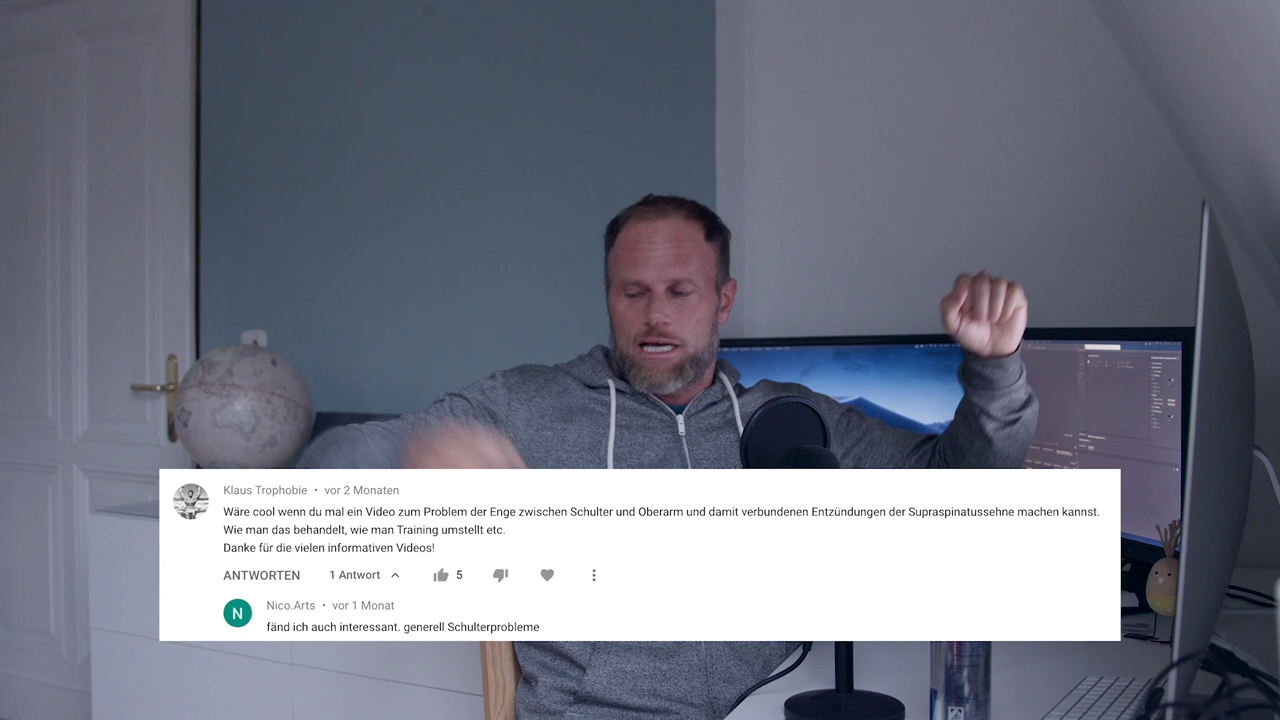 Klaus Trophobie • vor 2 Monaten
Wäre cool wenn du mal ein Video zum Problem der Enge zwischen Schulter und Oberarm und damit verbundenen Entzündungen der Supraspinatussehne machen kannst.
Wie man das behandelt, wie man Training umstellt etc.
Danke für die vielen informativen Videos!
ANTWORTEN 1 Antwort 5
N
Nico.Arts • vor 1 Monat
fänd ich auch interessant. generell Schulterprobleme